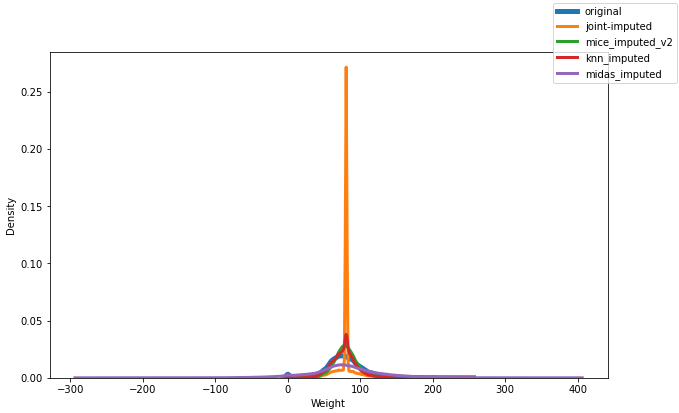 original
joint-imputed
mice_imputed_v2
knn_imputed
midas_imputed
0.25
0.20
0.15
0.10
0.05
0.00
Density
−300 −200 −100 0 100 200 300 400
Weight